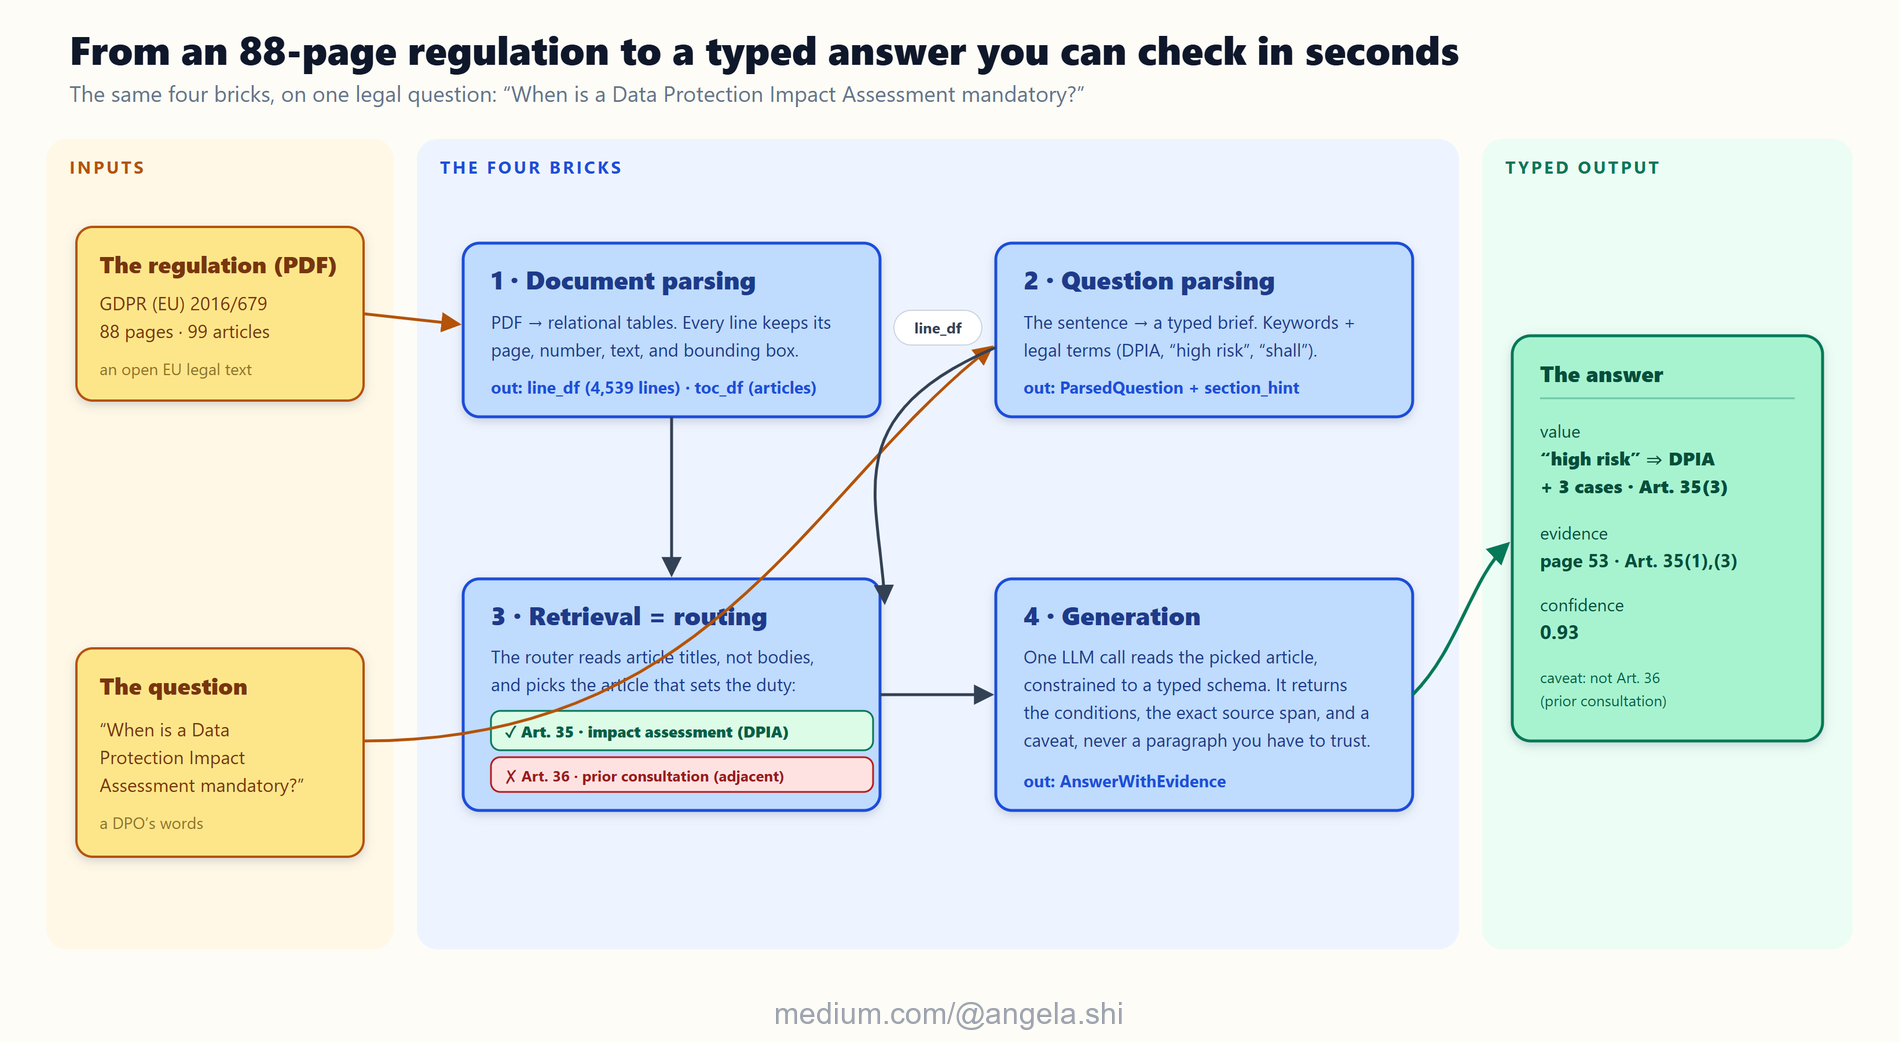 From an 88-page regulation to a typed answer you can check in seconds
The same four bricks, on one legal question: “When is a Data Protection Impact Assessment mandatory?”
INPUTS
The regulation (PDF)
GDPR (EU) 2016/679
88 pages · 99 articles
an open EU legal text
The question
“When is a Data
Protection Impact
Assessment mandatory?”
a DPO’s words
THE FOUR BRICKS
1 · Document parsing
PDF → relational tables. Every line keeps its
page, number, text, and bounding box.
out: line_df (4,539 lines) · toc_df (articles)
line_df
2 · Question parsing
The sentence → a typed brief. Keywords +
legal terms (DPIA, “high risk”, “shall”).
out: ParsedQuestion + section_hint
3 · Retrieval = routing
The router reads article titles, not bodies,
and picks the article that sets the duty:
✓ Art. 35 · impact assessment (DPIA)
✗ Art. 36 · prior consultation (adjacent)
4 · Generation
One LLM call reads the picked article,
constrained to a typed schema. It returns
the conditions, the exact source span, and a
caveat, never a paragraph you have to trust.
out: AnswerWithEvidence
TYPED OUTPUT
The answer
value
“high risk” ⇒ DPIA
+ 3 cases · Art. 35(3)
evidence
page 53 · Art. 35(1),(3)
confidence
0.93
caveat: not Art. 36
(prior consultation)
medium.com/@angela.shi